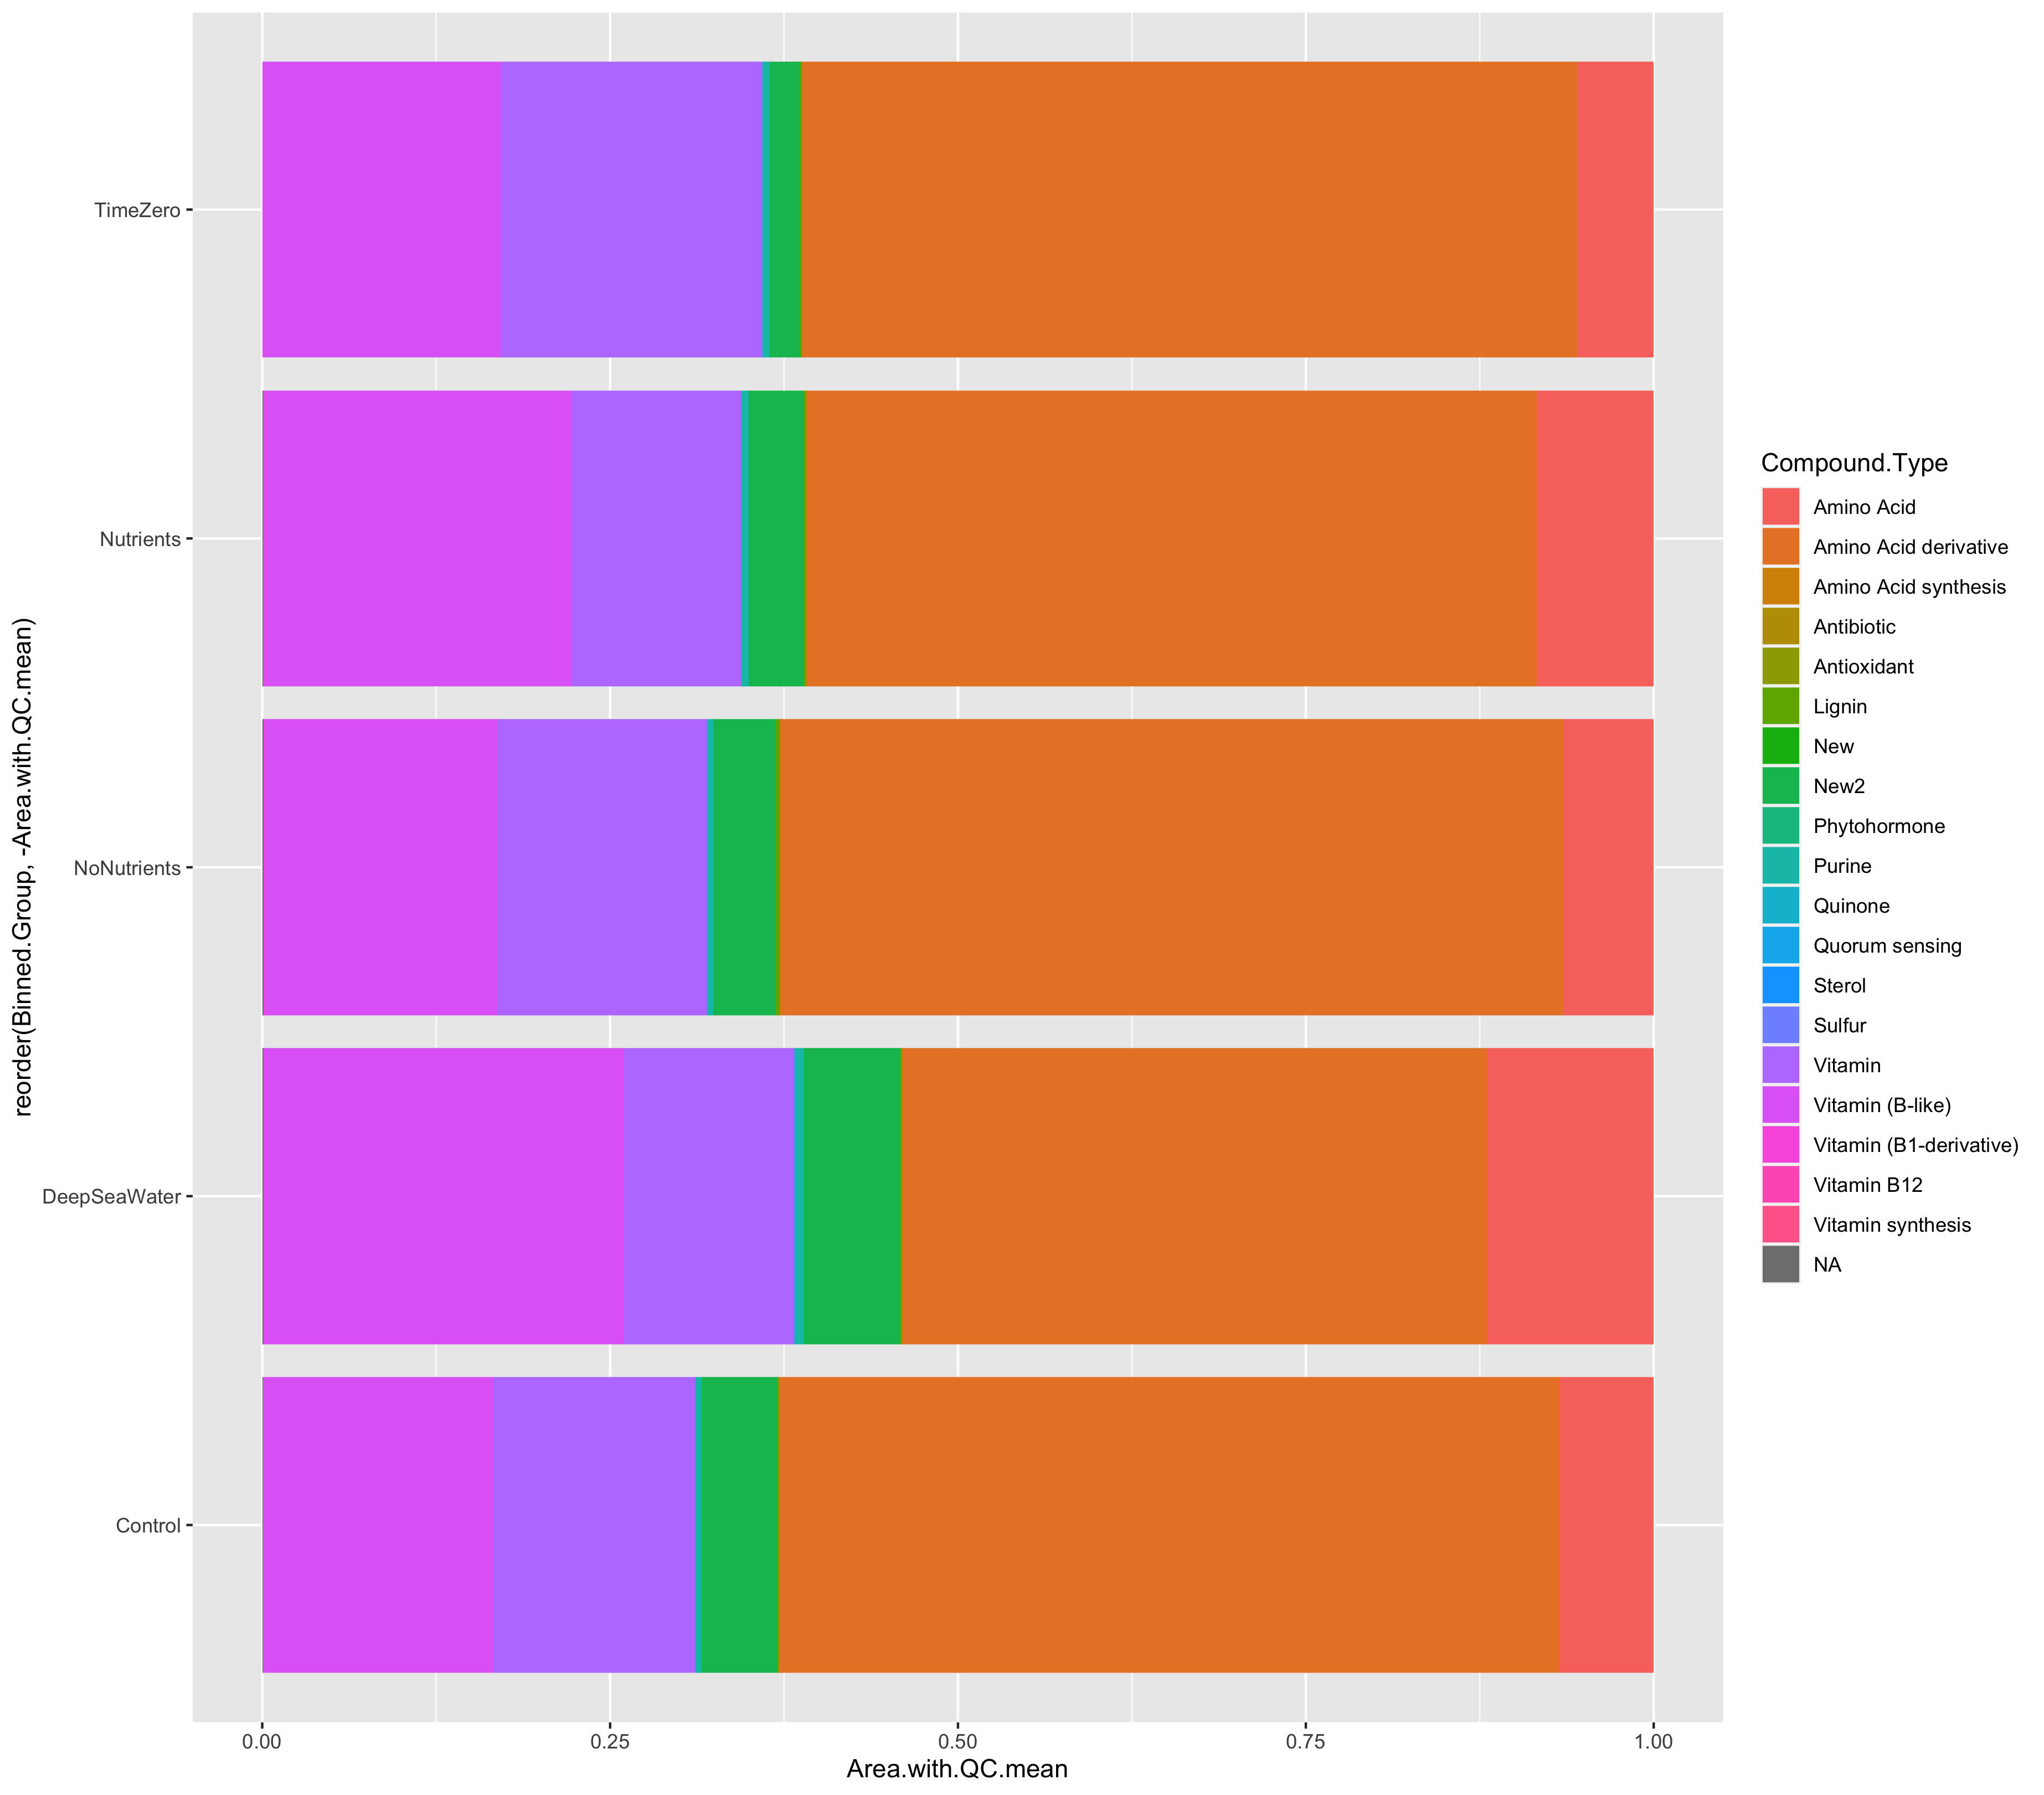 reorder(Binned.Group, -Area.with.QC.mean)
TimeZero
Nutrients
NoNutrients
DeepSeaWater
Control
0.00
0.25
0.50
0.75
1.00
Area.with.QC.mean
Compound.Type
Amino Acid
Amino Acid derivative
Amino Acid synthesis
Antibiotic
Antioxidant
Lignin
New
New2
Phytohormone
Purine
Quinone
Quorum sensing
Sterol
Sulfur
Vitamin
Vitamin (B-like)
Vitamin (B1-derivative)
Vitamin B12
Vitamin synthesis
NA